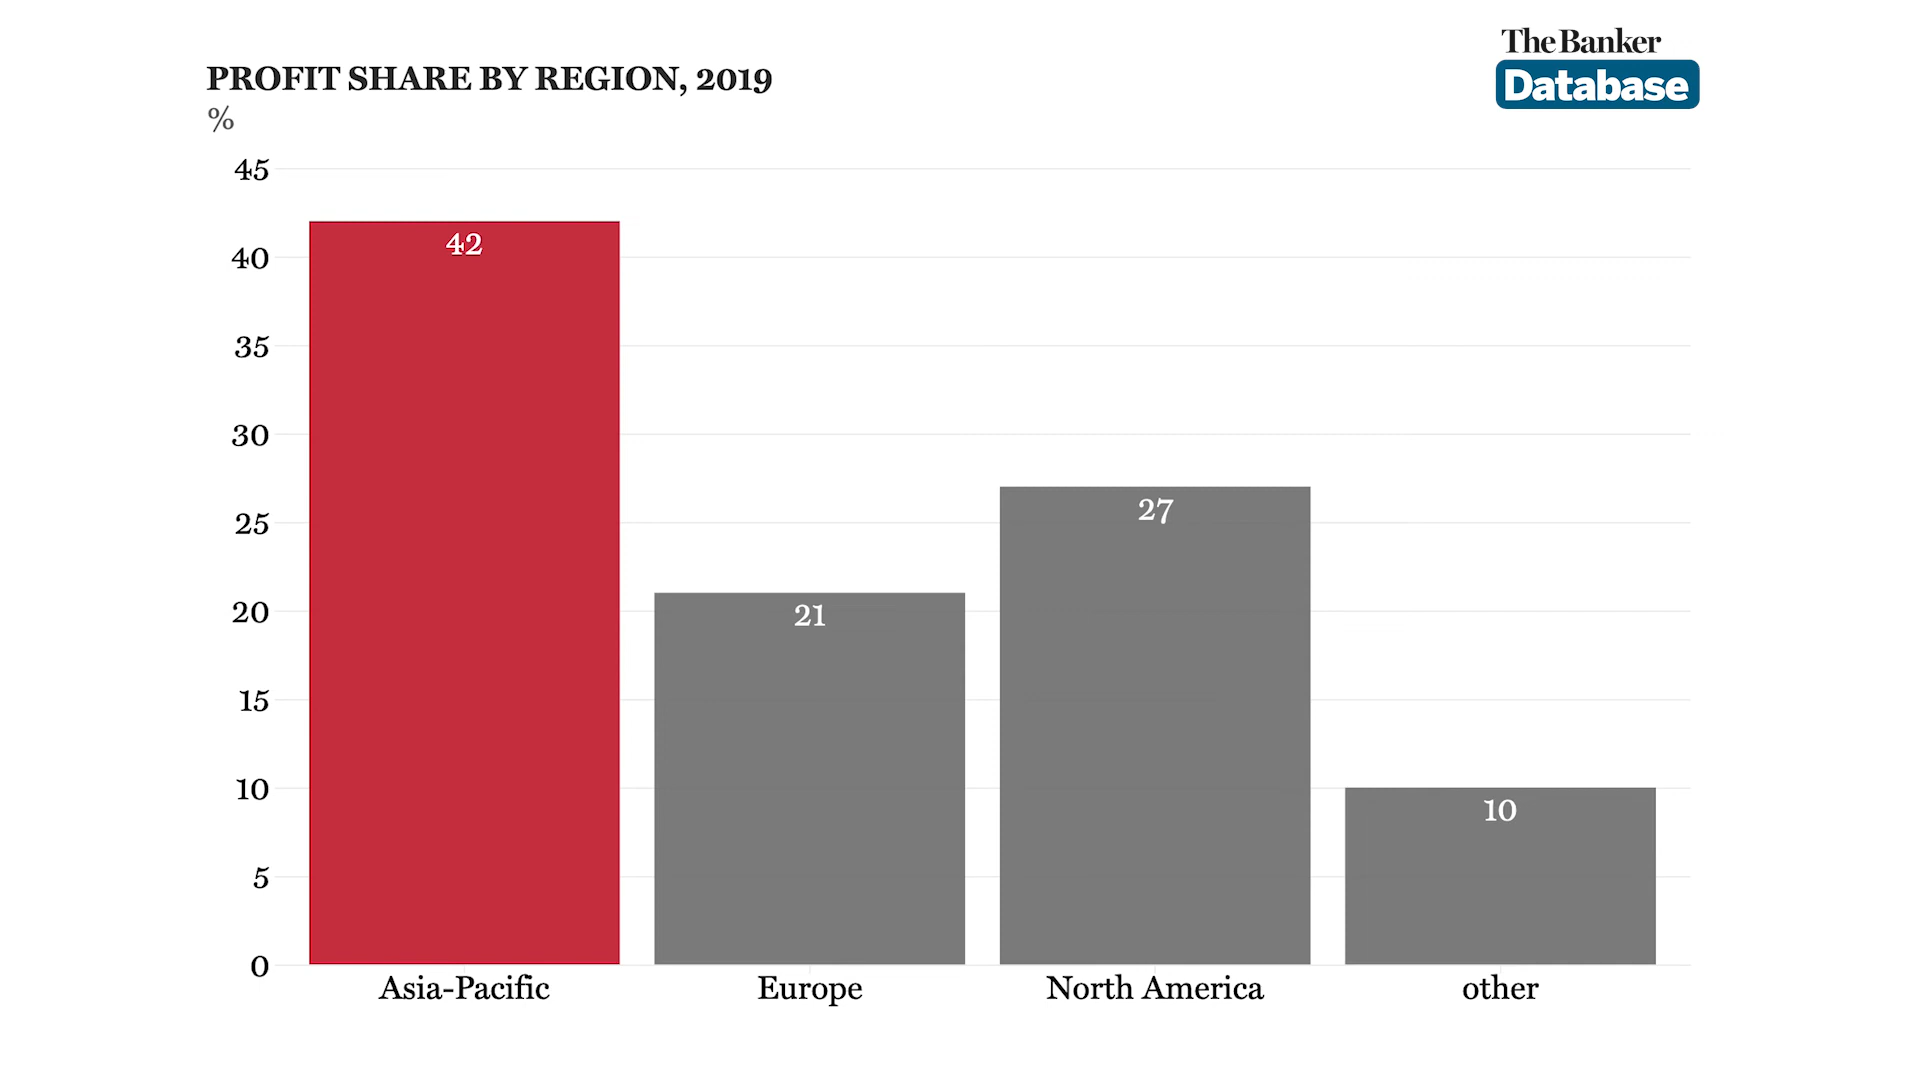 The Banker
Database
PROFIT SHARE BY REGION, 2019
%
45
40
35
30
25
20
15
10
5
0
42
21
27
10
Asia-Pacific
Europe
North America
other